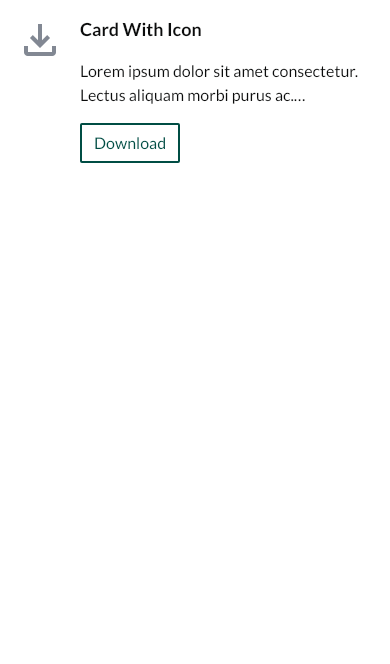 Card With Icon
Lorem ipsum dolor sit amet consectetur.
Lectus aliquam morbi purus ac....
Download